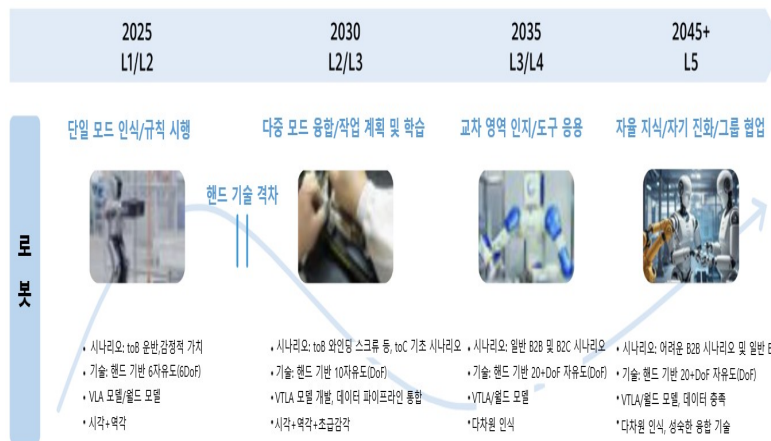 2025
L1/L2
2030
L2/L3
2035
L3/L4
2045+
L5
로봇
단일 모드 인식/규칙 시행
핸드 기술 격차
다중 모드 융합/작업 계획 및 학습
교차 영역 인지/도구 응용
자율 지식/자기 진화/그룹 협업
• 시나리오: toB 운반,감정적 가치
• 기술: 핸드 기반 6자유도(6DoF)
• VLA 모델/월드 모델
• 시각+역각
• 시나리오: toB 와인딩 스크류 등, toC 기초 시나리오
• 기술: 핸드 기반 10자유도(DoF)
• VTLA 모델 개발, 데이터 파이프라인 통합
• 시각+역각+초급감각
• 시나리오: 일반 B2B 및 B2C 시나리오
• 기술: 핸드 기반 20+DoF 자유도(DoF)
• VTLA/월드 모델
• 다차원 인식
• 시나리오: 어려운 B2B 시나리오 및 일반
• 기술: 핸드 기반 20+DoF 자유도(DoF)
• VTLA/월드 모델, 데이터 충족
• 다차원 인식, 성숙한 융합 기술